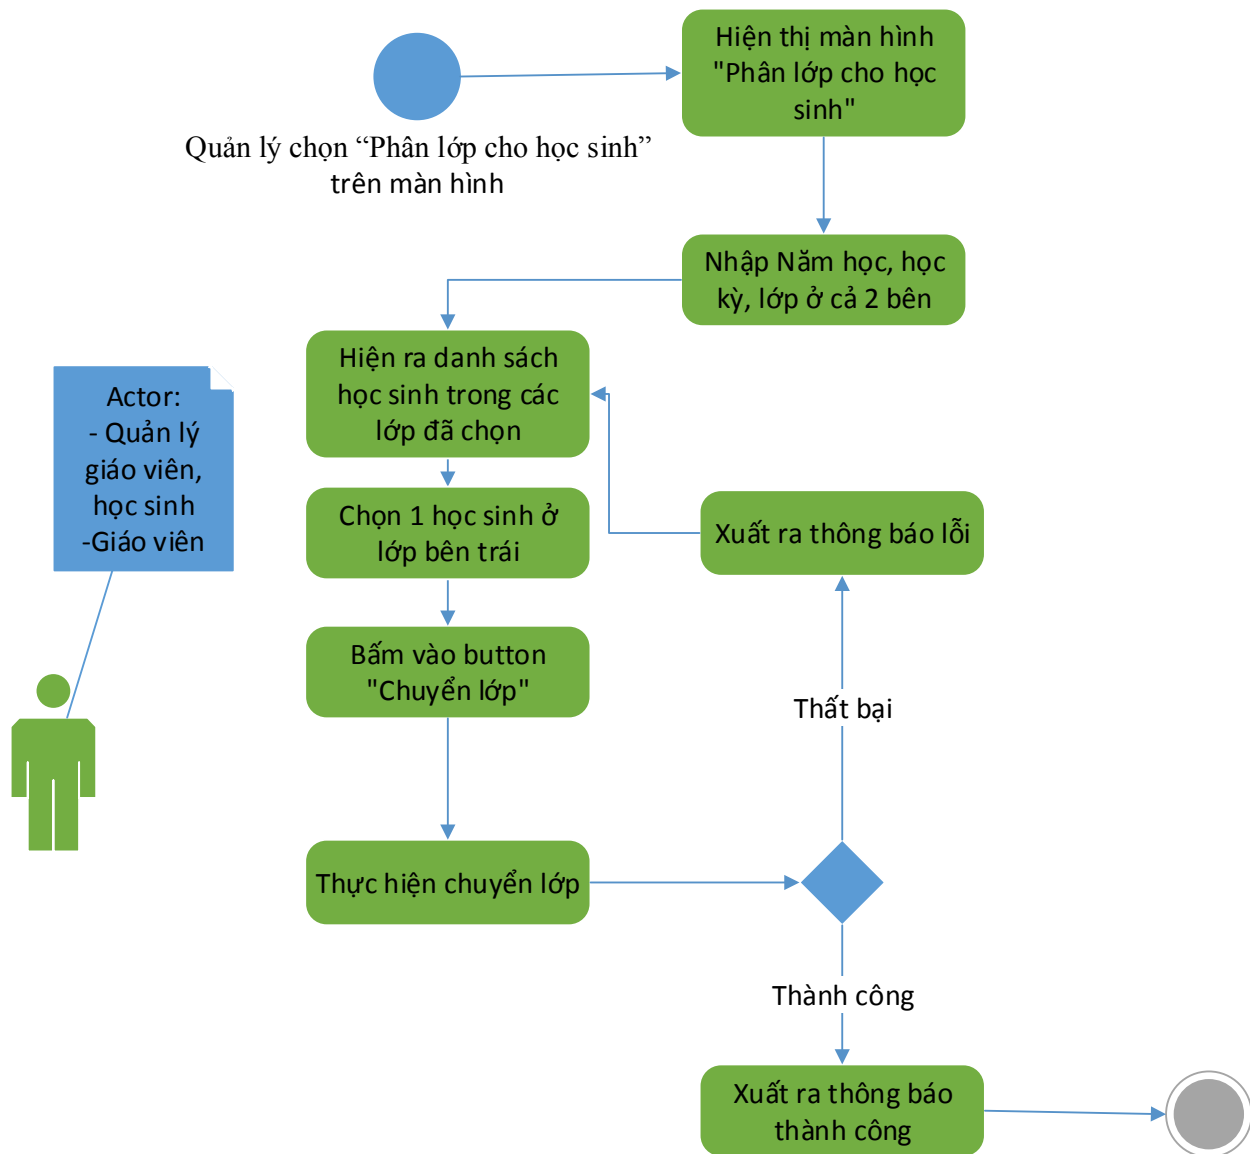 Hiện thị màn hình
"Phân lớp cho học
sinh"
Quản lý chọn “Phân lớp cho học sinh”
trên màn hình
Nhập Năm học, học
kỳ, lớp ở cả 2 bên
Hiện ra danh sách
học sinh trong các
lớp đã chọn
Actor:
- Quản lý
giáo viên,
học sinh
-Giáo viên
Chọn 1 học sinh ở
lớp bên trái
Xuất ra thông báo lỗi
Bấm vào button
"Chuyển lớp"
Thất bại
Thực hiện chuyển lớp
Thành công
Xuất ra thông báo
thành công